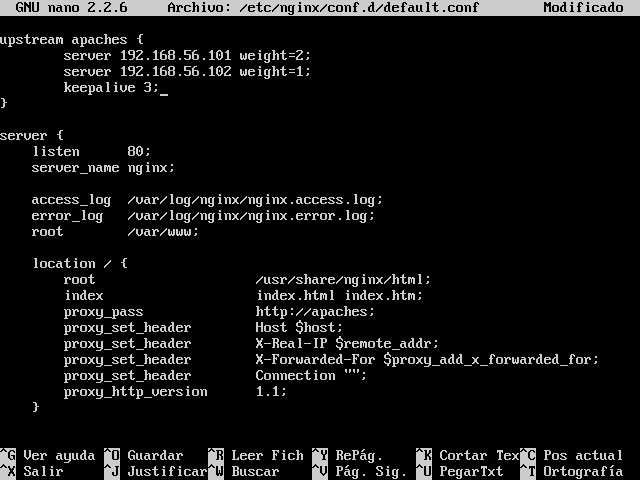 GNU nano 2.2.6 Archivo: /etc/nginx/conf.d/default.conf Modificado
upstream apaches {
server 192.168.56.101 weight=2;
server 192.168.56.102 weight=1;
keepalive 3;_
}
server {
listen 80;
server_name nginx;
access_log /var/log/nginx/nginx.access.log;
error_log /var/log/nginx/nginx.error.log;
root /var/www;
location / {
root /usr/share/nginx/html;
index index.html index.htm;
proxy_pass http://apaches;
proxy_set_header Host $host;
proxy_set_header X-Real-IP $remote_addr;
proxy_set_header X-Forwarded-For $proxy_add_x_forwarded_for;
proxy_set_header Connection "";
proxy_http_version 1.1;
}
^G Ver ayuda ^O Guardar ^R Leer Fich ^Y RePág. ^K Cortar Tex^C Pos actual
^X Salir ^J Justificar^W Buscar ^V Pág. Sig. ^U PegarTxt ^T Ortografía